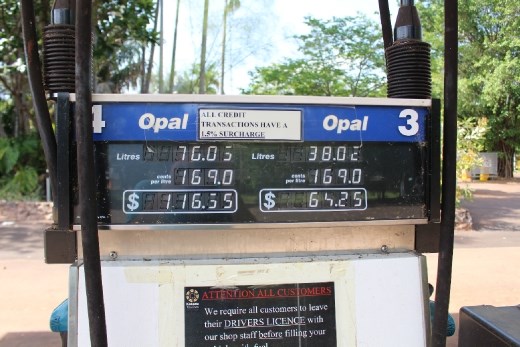 4 Opal
ALL CREDIT
TRANSACTIONS HAVE A
1.5% SURCHARGE
Opal 3
Litres 76.05
cents
per litre 169.0
$ 16.55
Litres 38.02
cents
per litre 169.0
$ 64.25
ATTENTION ALL CUSTOMERS
We require all customers to leave
their DRIVERS LICENCE with
our shop staff before filling your